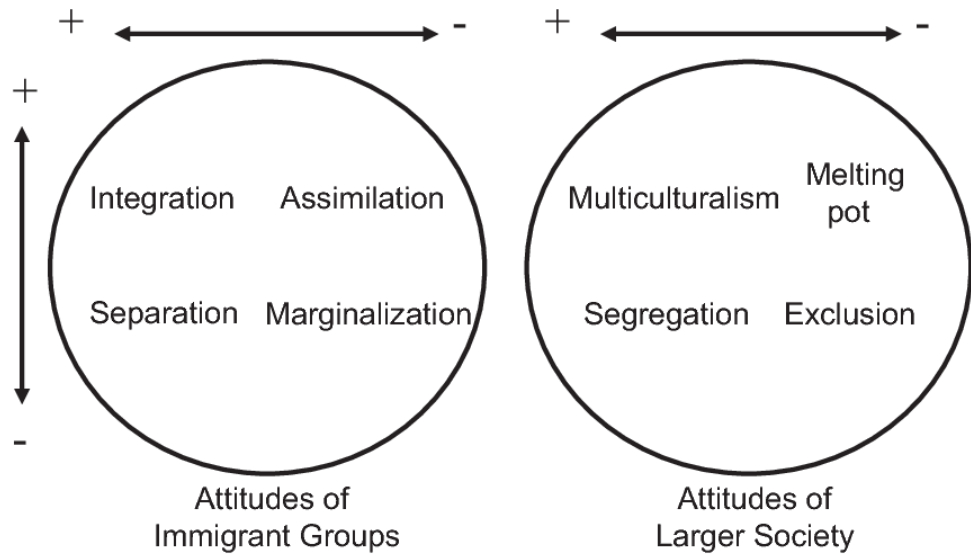 + - + -
+
Integration Assimilation
Separation Marginalization
-
Attitudes of
Immigrant Groups
Multiculturalism Melting
pot
Segregation Exclusion
Attitudes of
Larger Society